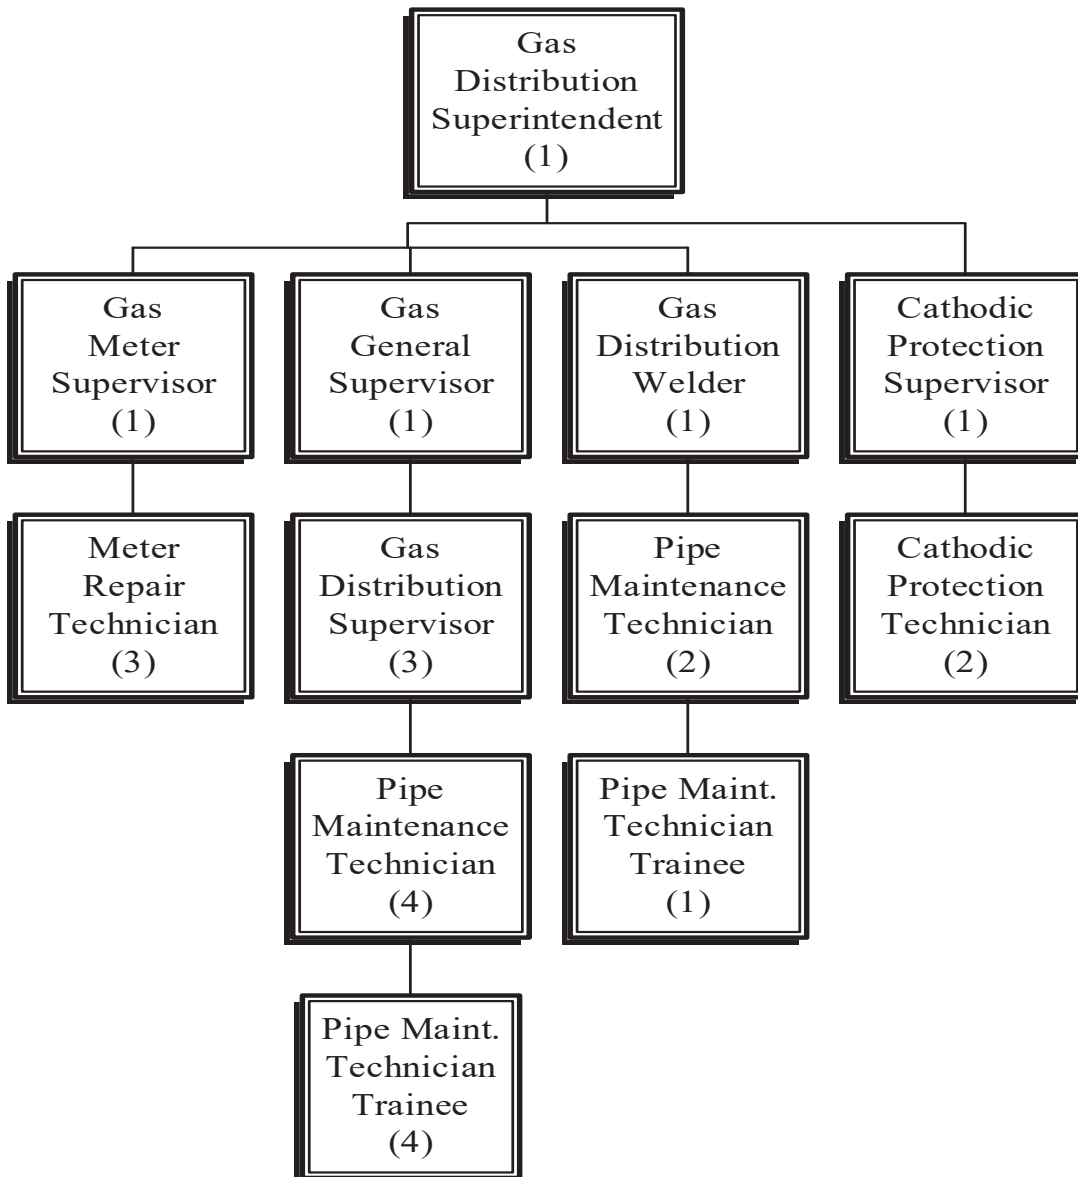 Gas
Distribution
Superintendent
(1)
Gas
Meter
Supervisor
(1)
Gas
General
Supervisor
(1)
Gas
Distribution
Welder
(1)
Cathodic
Protection
Supervisor
(1)
Meter
Repair
Technician
(3)
Gas
Distribution
Supervisor
(3)
Pipe
Maintenance
Technician
(2)
Cathodic
Protection
Technician
(2)
Pipe
Maintenance
Technician
(4)
Pipe Maint.
Technician
Trainee
(1)
Pipe Maint.
Technician
Trainee
(4)